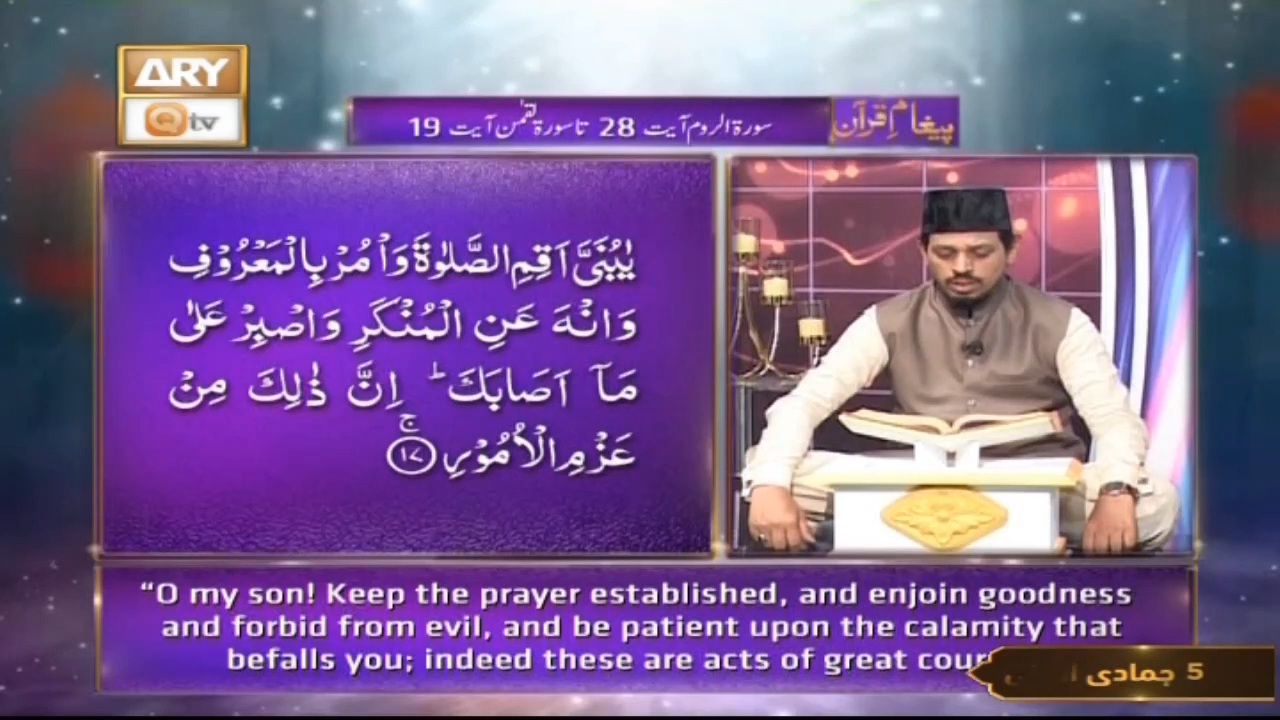 ARY
Qtv
پیغامِ قرآن
سورۃ الروم آیت 28 تا سورۃ لقمٰن آیت 19
یٰبُنَیَّ اَقِمِ الصَّلٰوةَ وَاۡمُرۡ بِالۡمَعۡرُوۡفِ
وَانۡهَ عَنِ الۡمُنۡكَرِ وَاصۡبِرۡ عَلٰى
مَاۤ اَصَابَكَ ؕ اِنَّ ذٰلِكَ مِنۡ
عَزۡمِ الۡاُمُوۡرِ ۚ ﴿۱۷﴾
“O my son! Keep the prayer established, and enjoin goodness
and forbid from evil, and be patient upon the calamity that
befalls you; indeed these are acts of great
5 جمادی